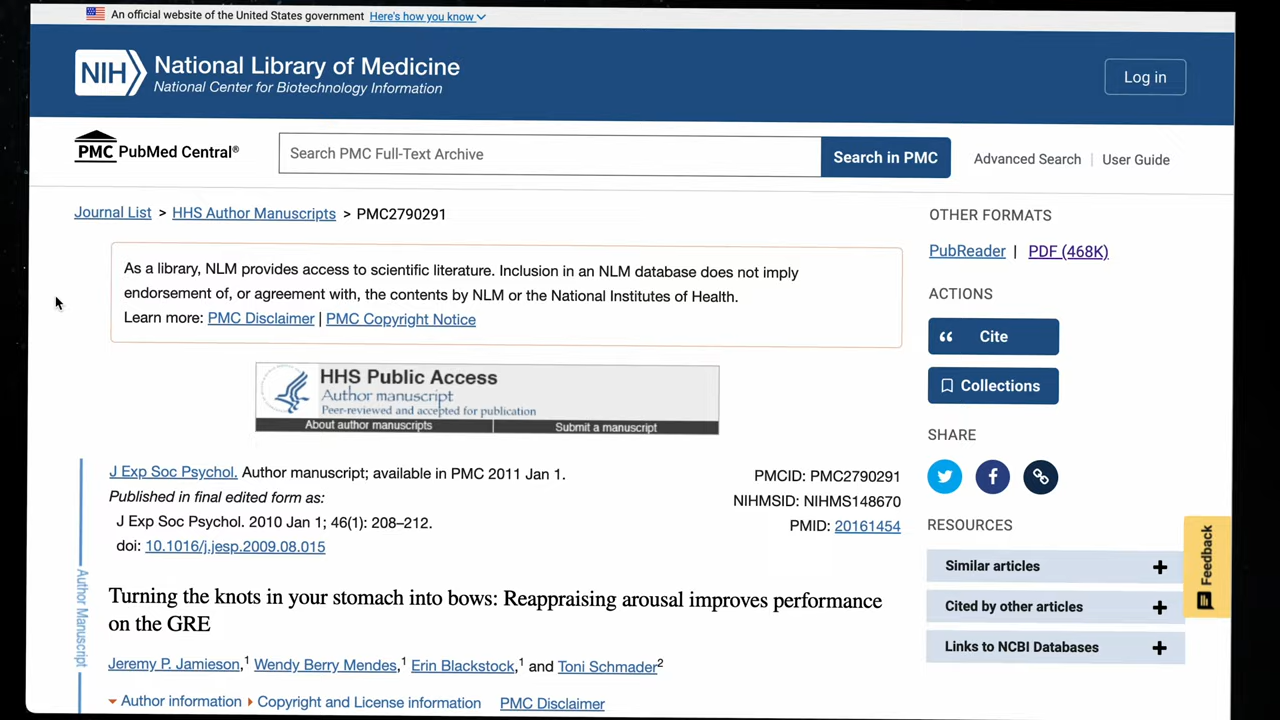 An official website of the United States government Here's how you know
NIH National Library of Medicine
National Center for Biotechnology Information
Log in
PMC PubMed Central®
Search PMC Full-Text Archive
Search in PMC
Advanced Search | User Guide
Journal List > HHS Author Manuscripts > PMC2790291
As a library, NLM provides access to scientific literature. Inclusion in an NLM database does not imply
endorsement of, or agreement with, the contents by NLM or the National Institutes of Health.
Learn more: PMC Disclaimer | PMC Copyright Notice
HHS Public Access
Author manuscript
Peer-reviewed and accepted for publication
About author manuscripts
Submit a manuscript
J Exp Soc Psychol. Author manuscript; available in PMC 2011 Jan 1.
Published in final edited form as:
J Exp Soc Psychol. 2010 Jan 1; 46(1): 208–212.
doi: 10.1016/j.jesp.2009.08.015
PMCID: PMC2790291
NIHMSID: NIHMS148670
PMID: 20161454
Author Manuscript
Turning the knots in your stomach into bows: Reappraising arousal improves performance
on the GRE
Jeremy P. Jamieson,1 Wendy Berry Mendes,1 Erin Blackstock,1 and Toni Schmader2
Author information Copyright and License information PMC Disclaimer
OTHER FORMATS
PubReader | PDF (468K)
ACTIONS
Cite
Collections
SHARE
RESOURCES
Similar articles
Cited by other articles
Links to NCBI Databases
Feedback